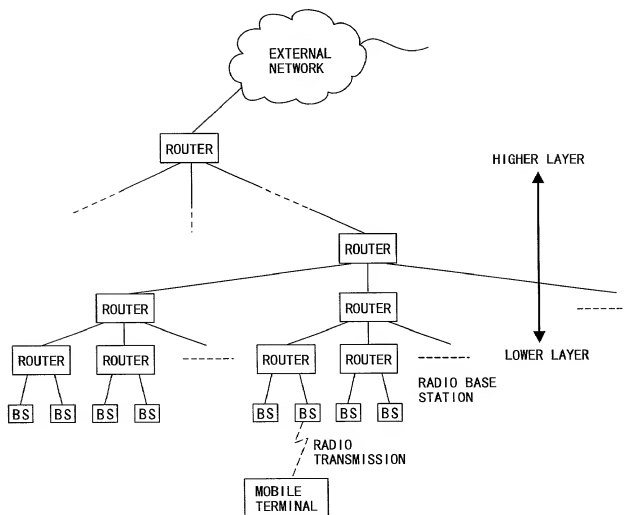 EXTERNAL
NETWORK
ROUTER
HIGHER LAYER
ROUTER
ROUTER
ROUTER
ROUTER
ROUTER
ROUTER
ROUTER
LOWER LAYER
RADIO BASE
STATION
BS
BS
BS
BS
BS
BS
BS
BS
RADIO
TRANSMISSION
MOBILE
TERMINAL